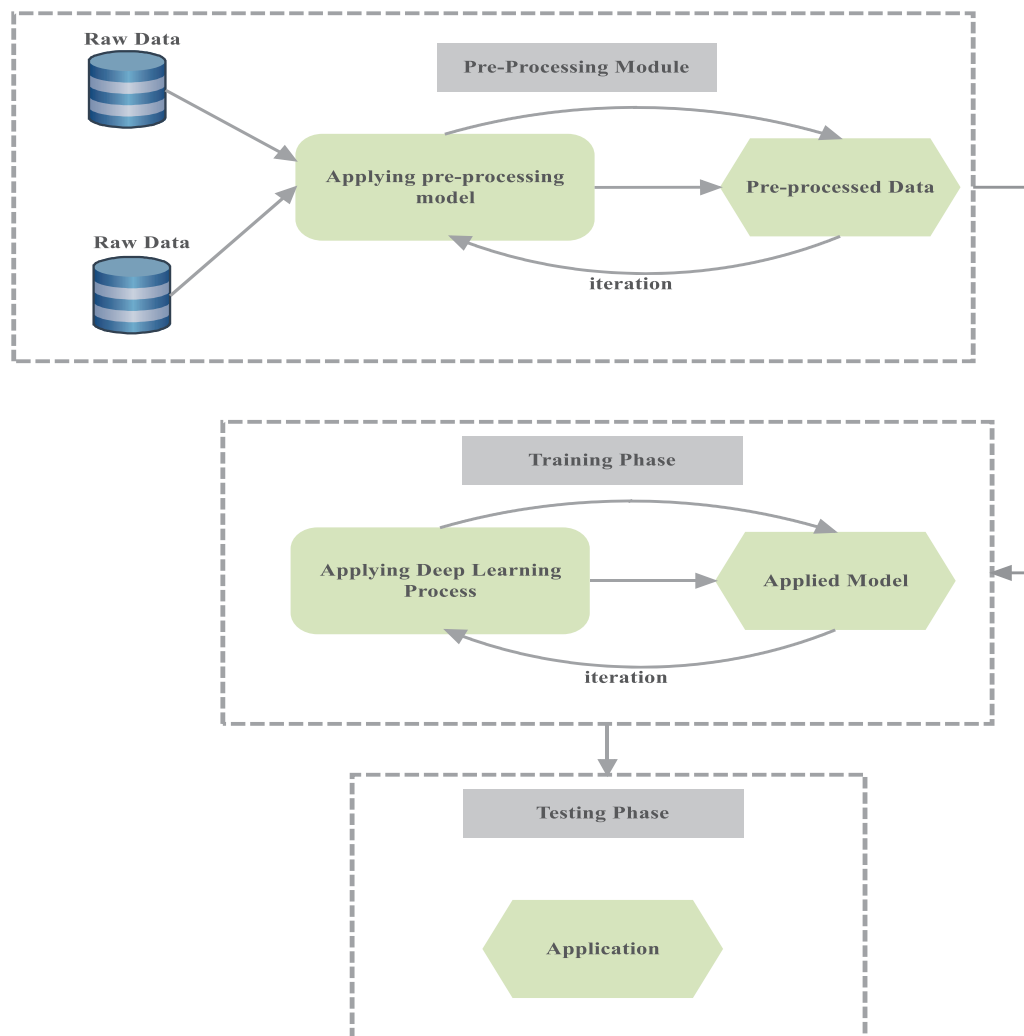 Raw Data
Pre-Processing Module
Applying pre-processing
model
Pre-processed Data
Raw Data
iteration
Training Phase
Applying Deep Learning
Process
Applied Model
iteration
Testing Phase
Application